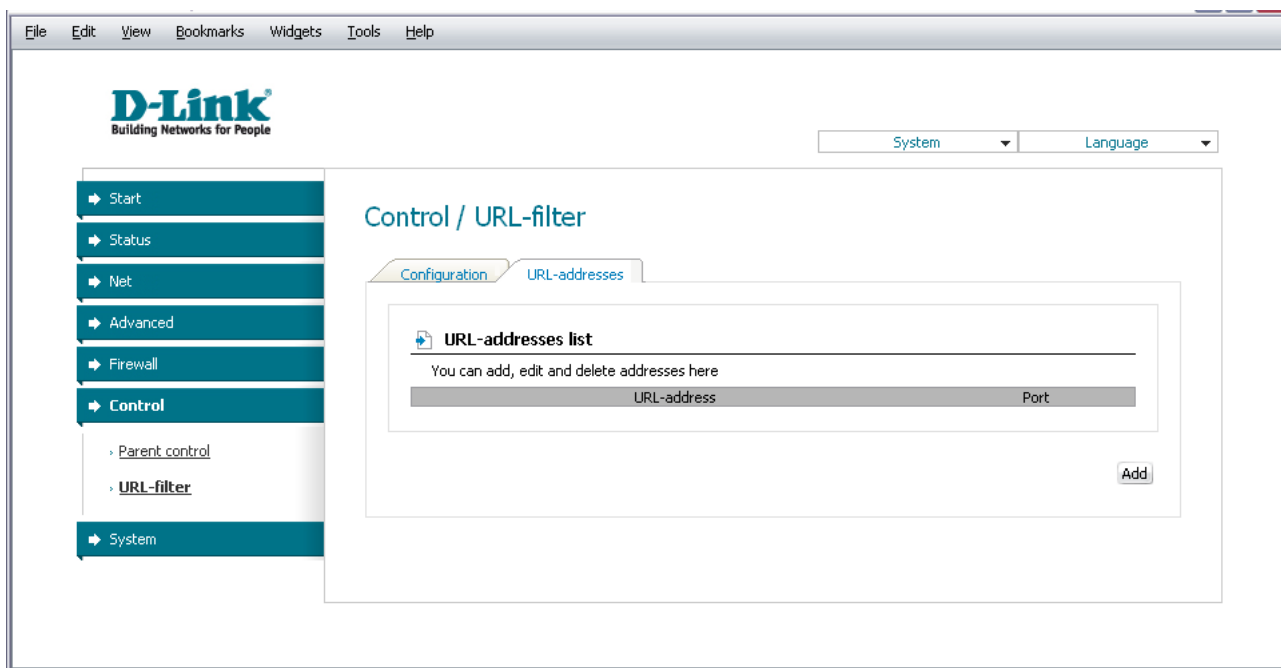 File Edit View Bookmarks Widgets Tools Help
D-Link®
Building Networks for People
System Language
Start
Status
Net
Advanced
Firewall
Control
Parent control
URL-filter
System
Control / URL-filter
Configuration URL-addresses
URL-addresses list
You can add, edit and delete addresses here
URL-address Port
Add